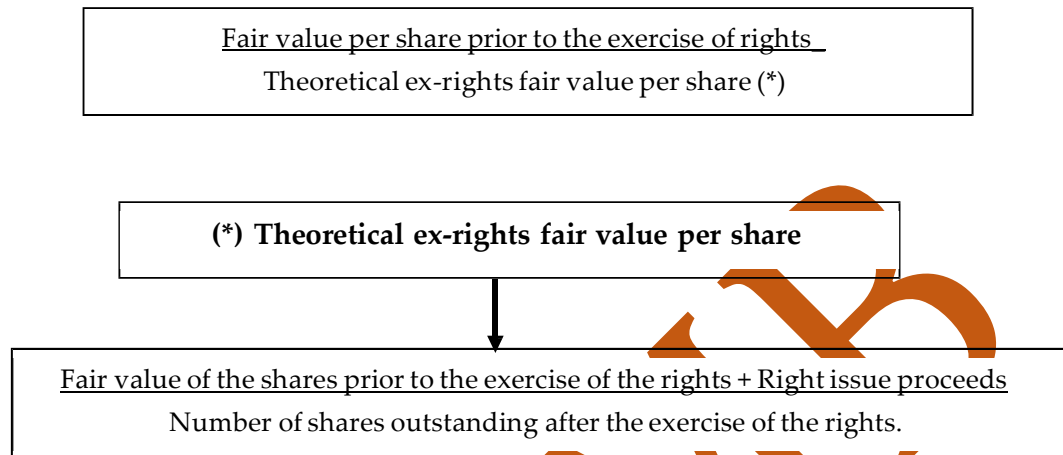 Fair value per share prior to the exercise of rights_
Theoretical ex-rights fair value per share (*)
(*) Theoretical ex-rights fair value per share
Fair value of the shares prior to the exercise of the rights + Right issue proceeds
Number of shares outstanding after the exercise of the rights.